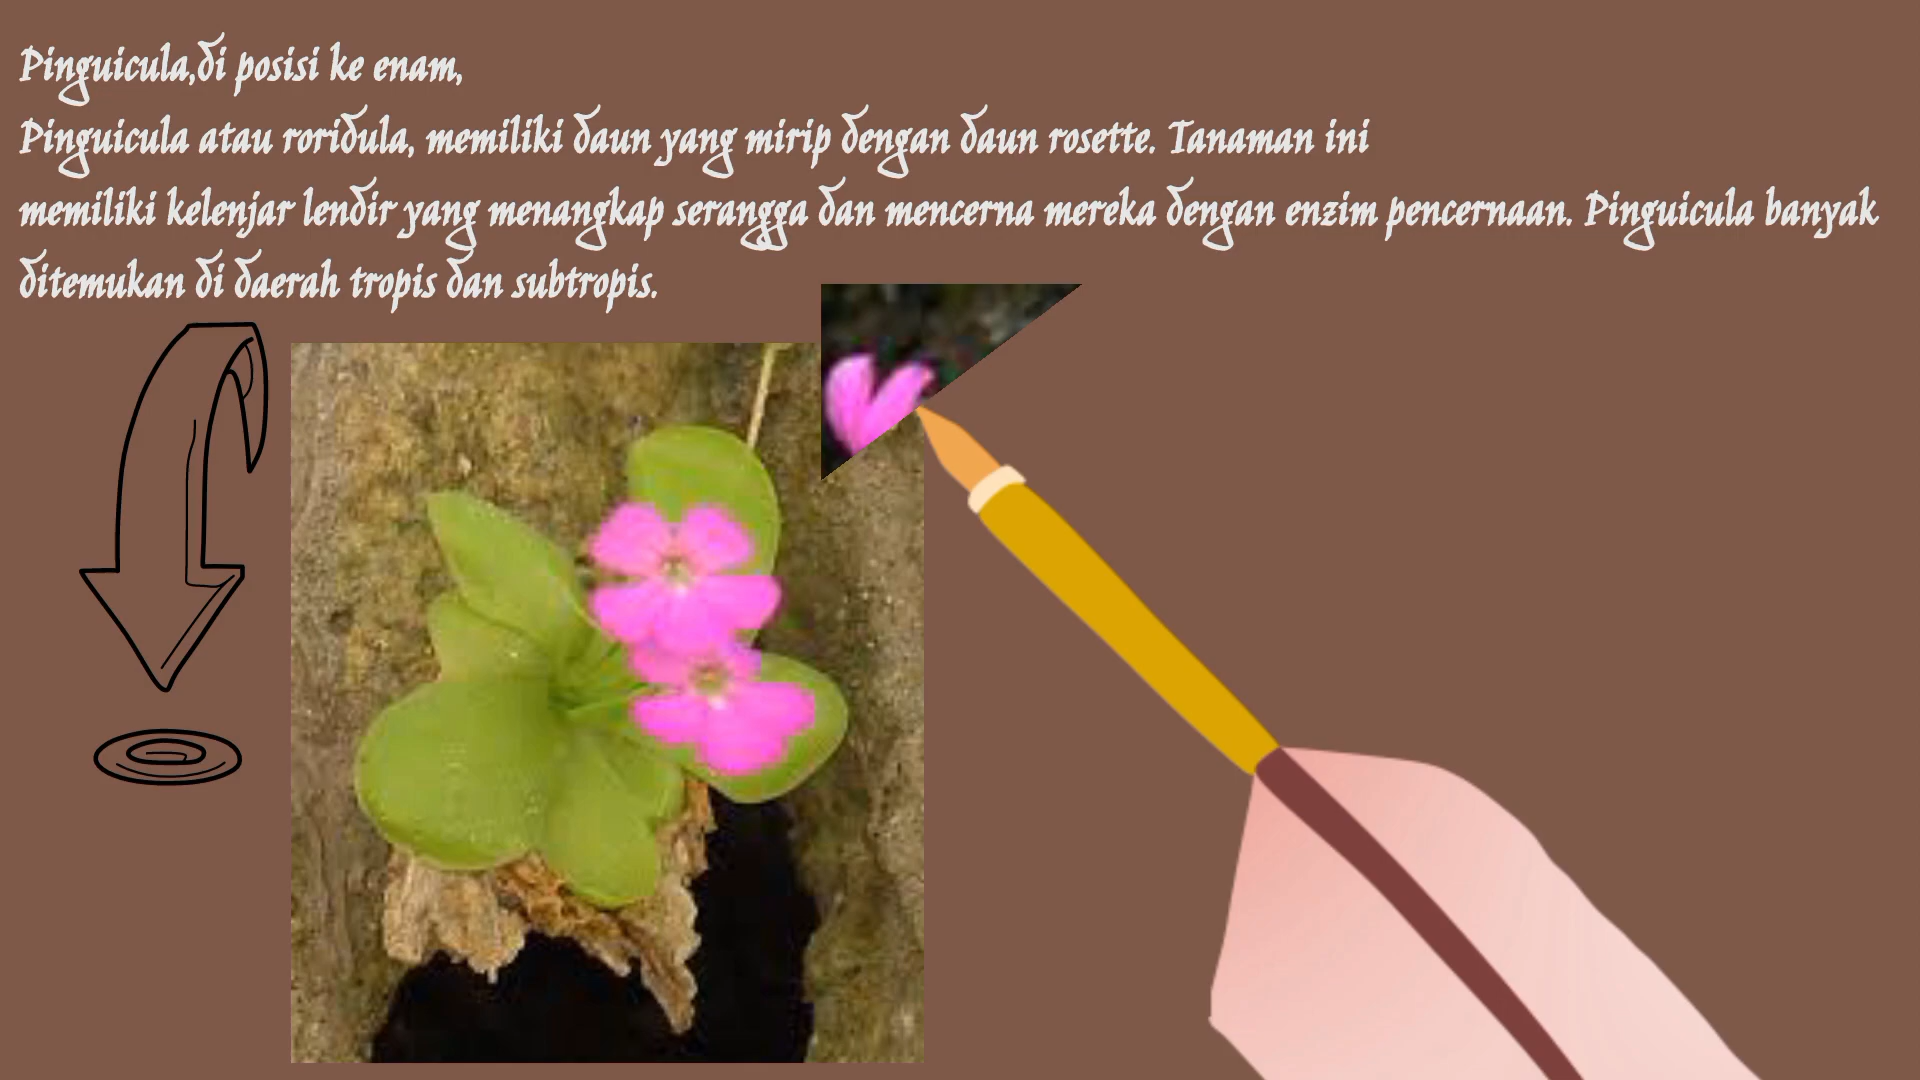 Pinguicula,di posisi ke enam,
Pinguicula atau roridula, memiliki daun yang mirip dengan daun rosette. Tanaman ini
memiliki kelenjar lendir yang menangkap serangga dan mencerna mereka dengan enzim pencernaan. Pinguicula banyak
ditemukan di daerah tropis dan subtropis.